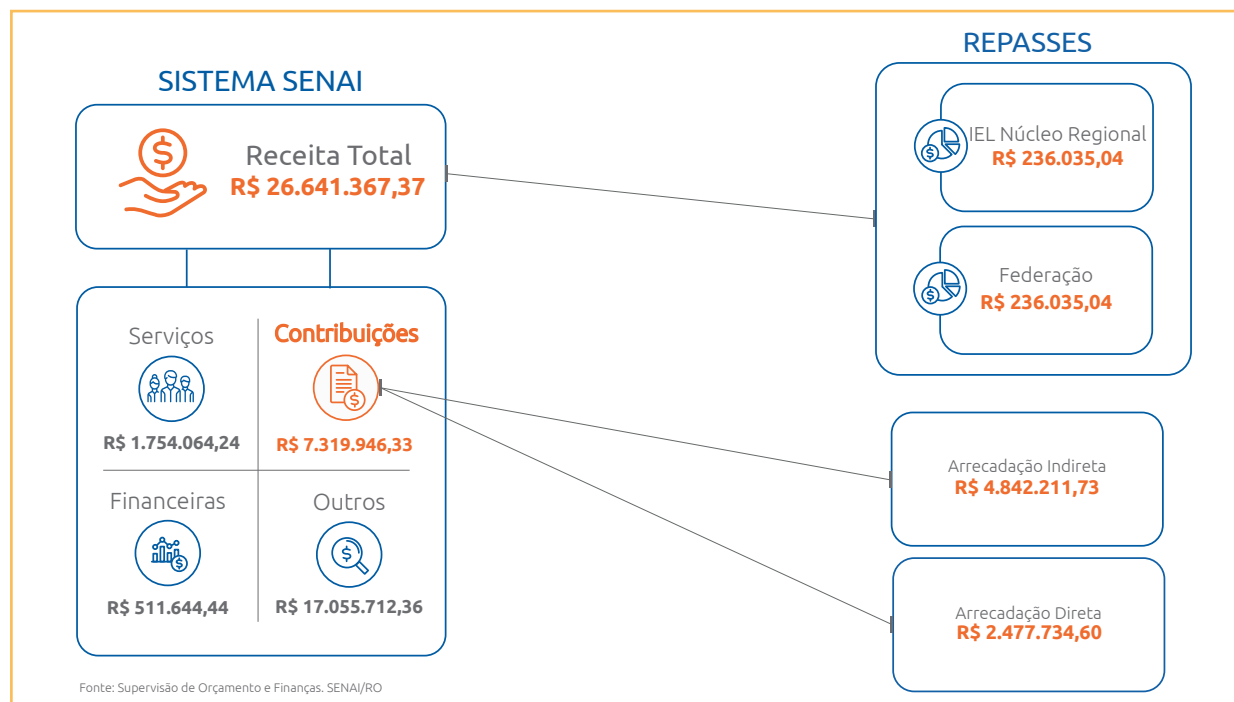 SISTEMA SENAI
Receita Total
R$ 26.641.367,37
Serviços
R$ 1.754.064,24
Contribuições
R$ 7.319.946,33
Financeiras
R$ 511.644,44
Outros
R$ 17.055.712,36
REPASSES
IEL Núcleo Regional
R$ 236.035,04
Federação
R$ 236.035,04
Arrecadação Indireta
R$ 4.842.211,73
Arrecadação Direta
R$ 2.477.734,60
Fonte: Supervisão de Orçamento e Finanças. SENAI/RO